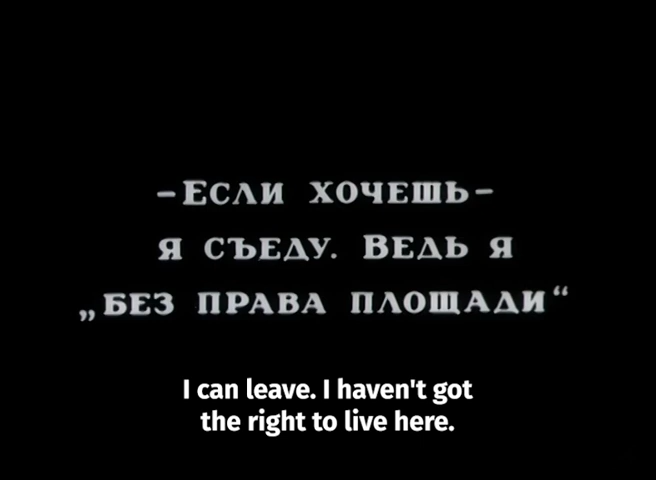 –Если хочешь–
я съеду. Ведь я
„без права площади“
I can leave. I haven't got
the right to live here.